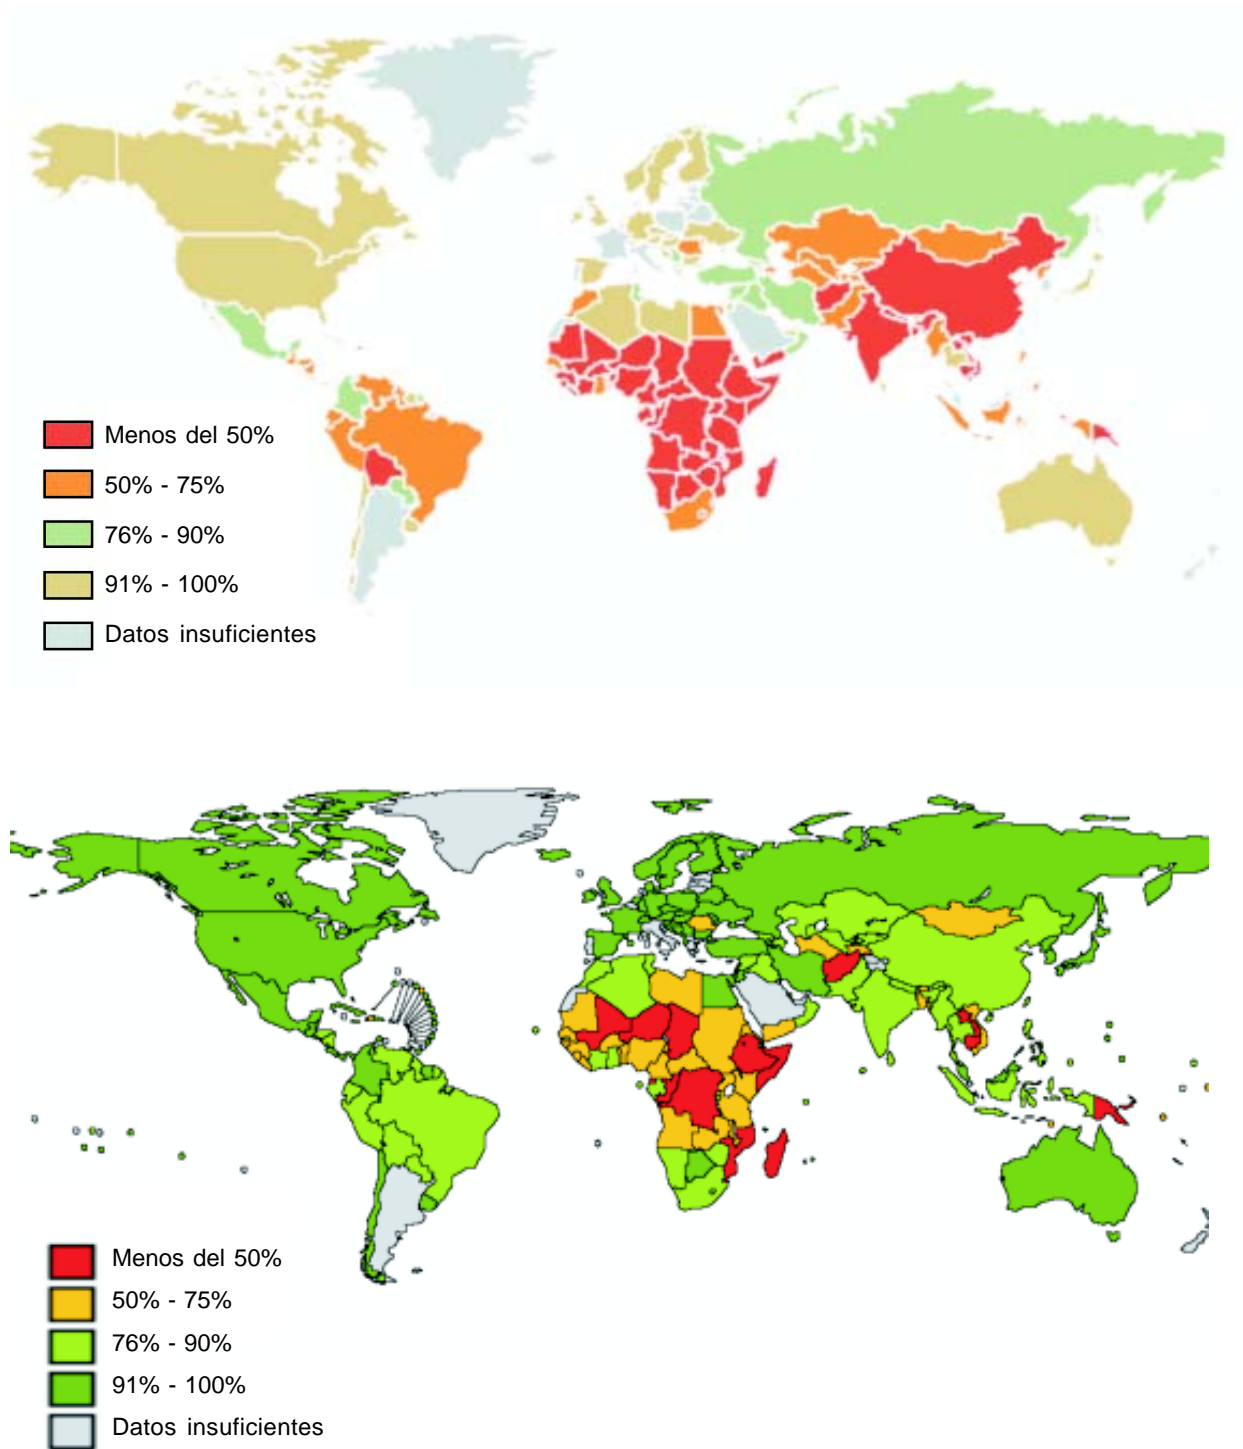 Menos del 50%
50% - 75%
76% - 90%
91% - 100%
Datos insuficientes
Menos del 50%
50% - 75%
76% - 90%
91% - 100%
Datos insuficientes